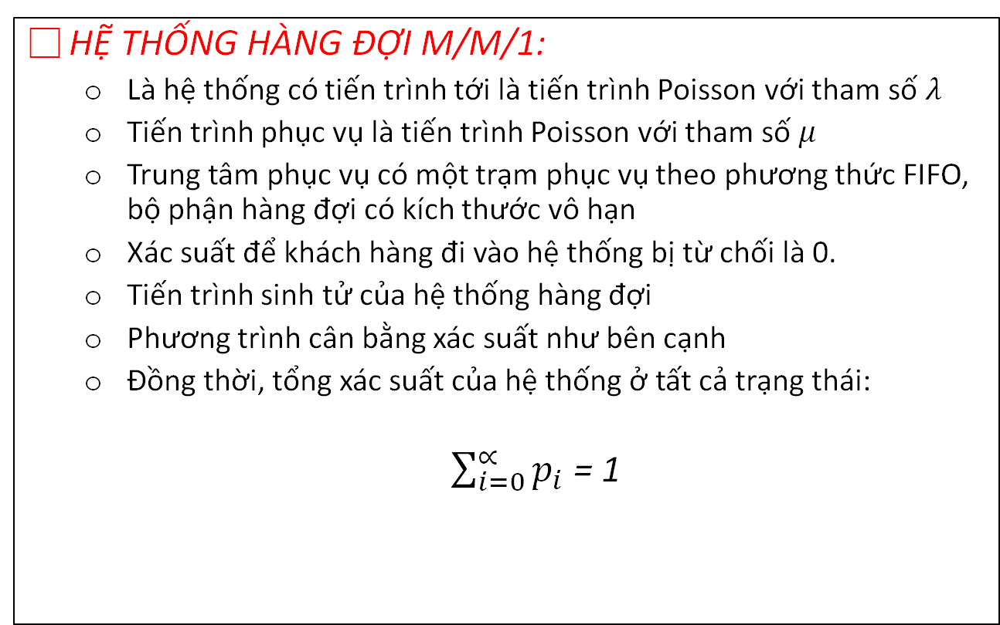 HỆ THỐNG HÀNG ĐỢI M/M/1:
o Là hệ thống có tiến trình tới là tiến trình Poisson với tham số λ
o Tiến trình phục vụ là tiến trình Poisson với tham số μ
o Trung tâm phục vụ có một trạm phục vụ theo phương thức FIFO,
bộ phận hàng đợi có kích thước vô hạn
o Xác suất để khách hàng đi vào hệ thống bị từ chối là 0.
o Tiến trình sinh tử của hệ thống hàng đợi
o Phương trình cân bằng xác suất như bên cạnh
o Đồng thời, tổng xác suất của hệ thống ở tất cả trạng thái:
∑_{i=0}^{∝} p_i = 1